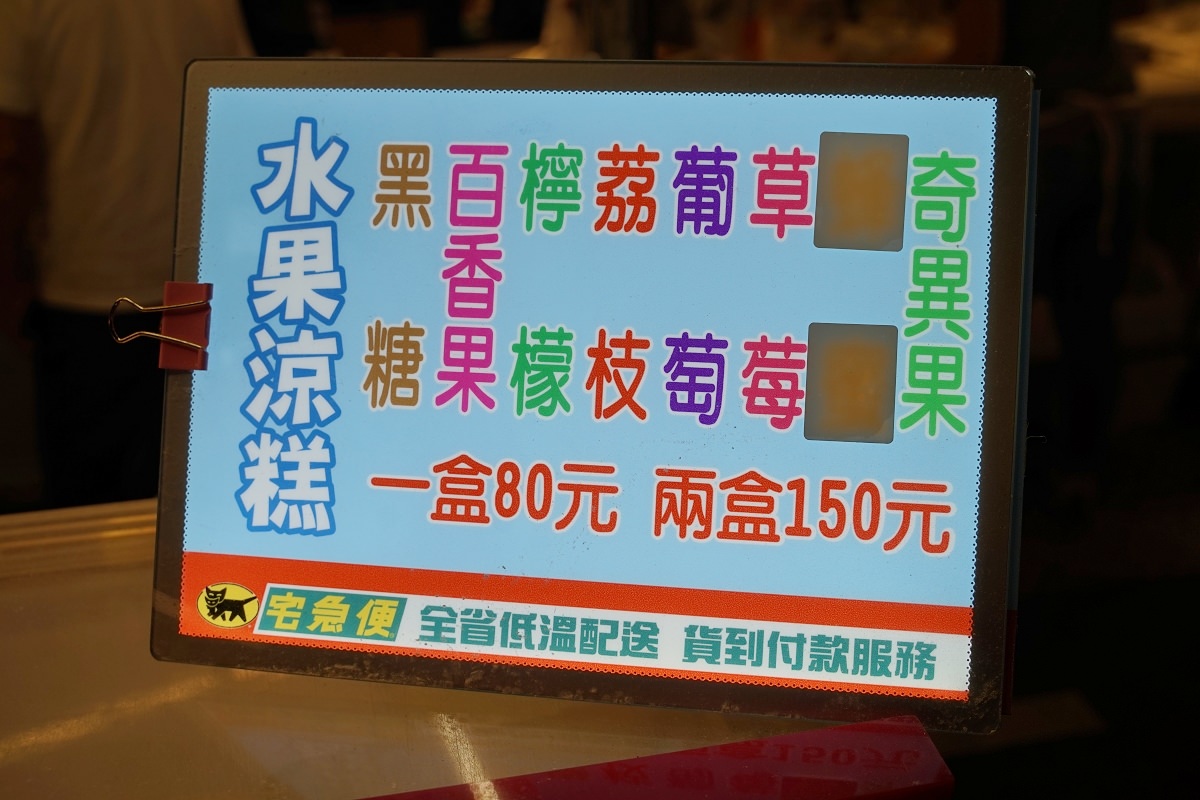 水果涼糕
黑糖
百香果
檸檬
荔枝
葡萄
草莓
奇異果
一盒80元 兩盒150元
宅急便 全省低溫配送 貨到付款服務